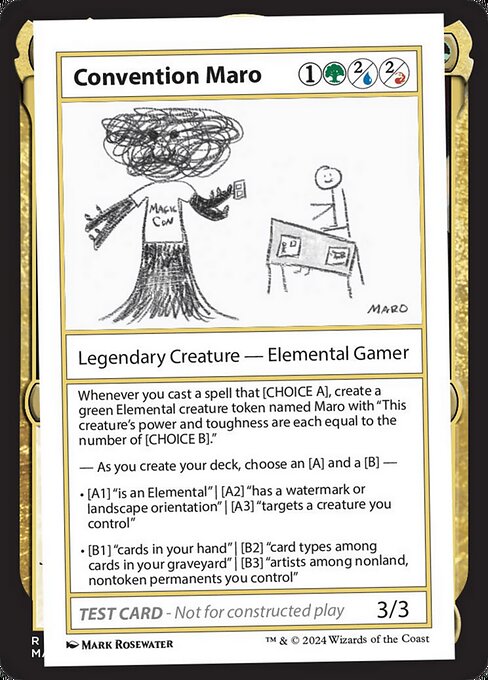 Convention Maro 1 2 2
MAGIC
CON
MARO
Legendary Creature — Elemental Gamer
Whenever you cast a spell that [CHOICE A], create a
green Elemental creature token named Maro with “This
creature’s power and toughness are each equal to the
number of [CHOICE B].”
— As you create your deck, choose an [A] and a [B] —
• [A1] “is an Elemental” | [A2] “has a watermark or
landscape orientation” | [A3] “targets a creature you
control”
• [B1] “cards in your hand” | [B2] “card types among
cards in your graveyard” | [B3] “artists among nonland,
nontoken permanents you control”
TEST CARD - Not for constructed play 3/3
R
MA
MARK ROSEWATER ™ & © 2024 Wizards of the Coast